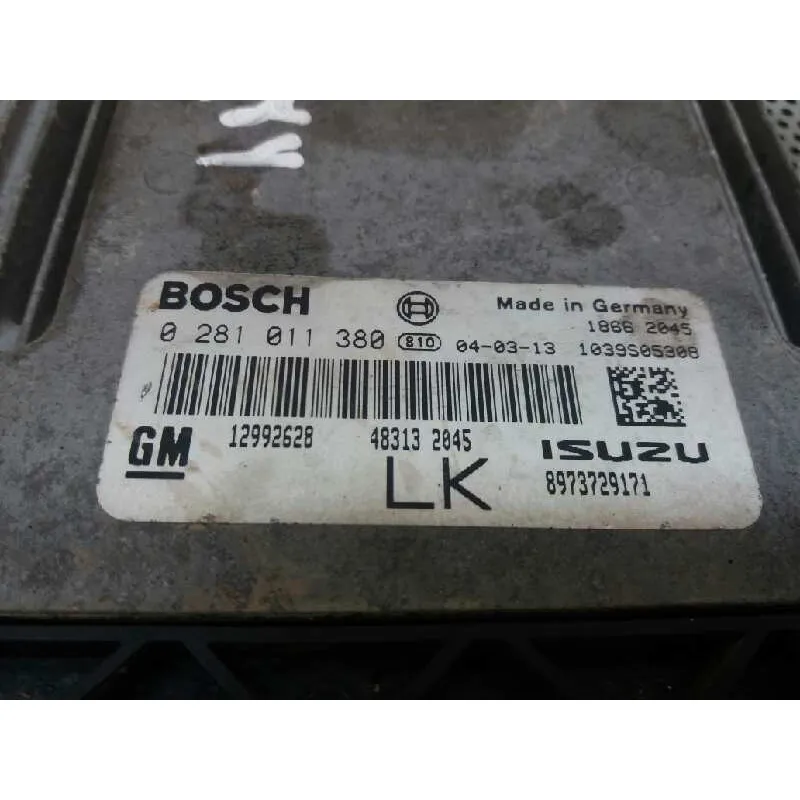 BOSCH Made in Germany
1866 2045
0 281 011 380 810 04-03-13 1039S05308
12992628 48313 2045
GM LK ISUZU
8973729171